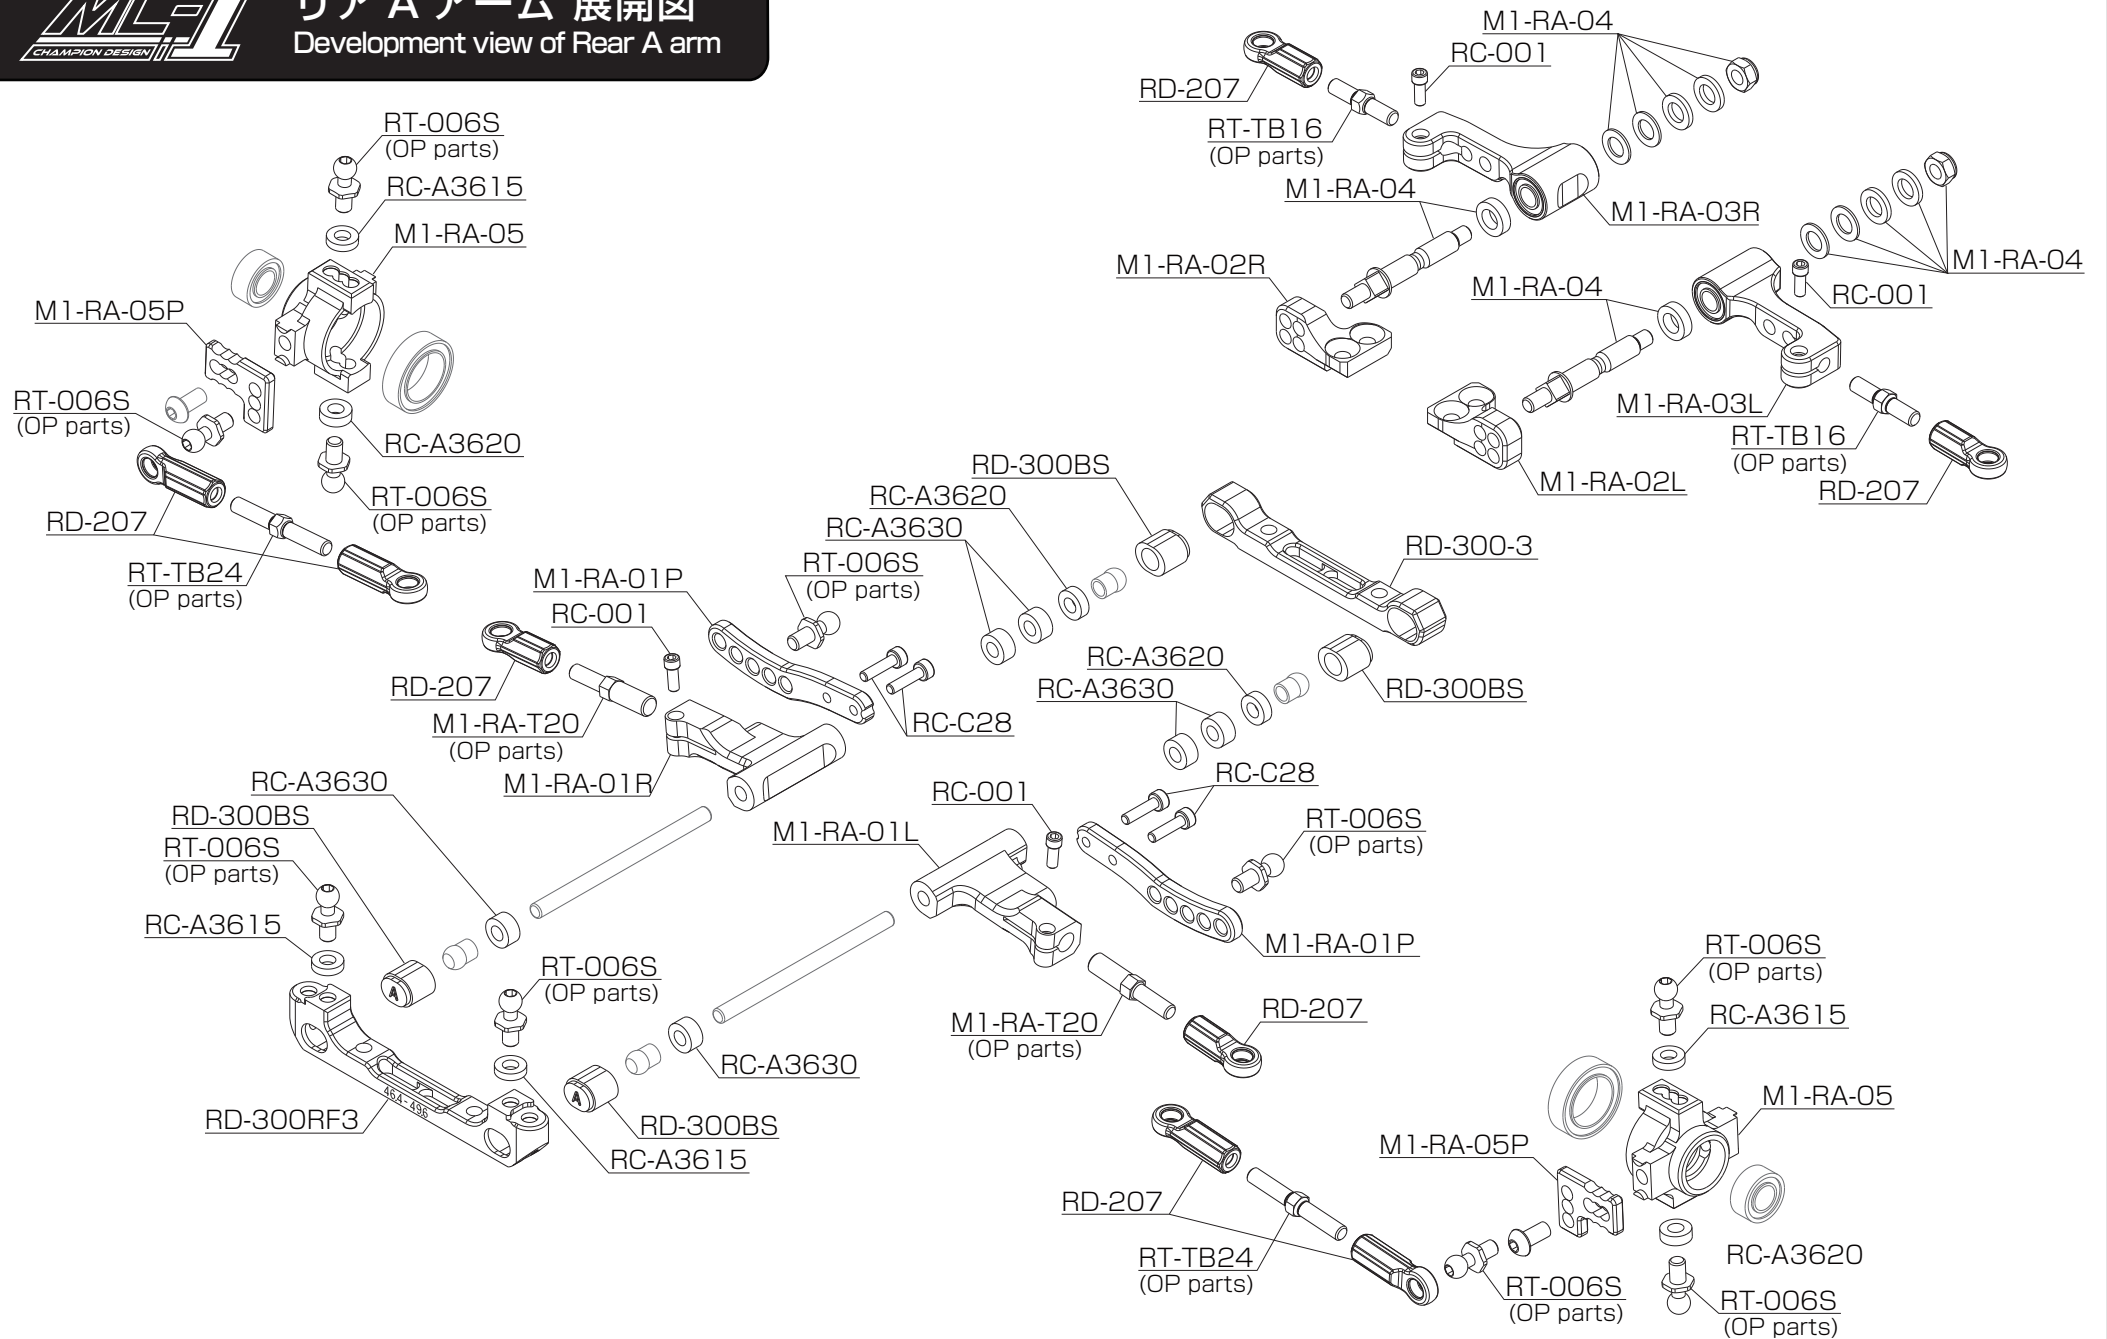 ML-1
CHAMPION DESIGN
リア A アーム 展開図
Development view of Rear A arm
M1-RA-04
RC-001
RD-207
RT-TB16
(OP parts)
M1-RA-04
M1-RA-03R
M1-RA-02R
RT-006S
(OP parts)
RC-A3615
M1-RA-05
M1-RA-05P
RT-006S
(OP parts)
RC-A3620
RT-006S
(OP parts)
RD-207
RT-TB24
(OP parts)
M1-RA-04
M1-RA-04
RC-001
M1-RA-03L
RT-TB16
(OP parts)
RD-207
M1-RA-02L
RD-300BS
RC-A3620
RC-A3630
RT-006S
(OP parts)
RD-300-3
M1-RA-01P
RC-001
RD-207
M1-RA-T20
(OP parts)
M1-RA-01R
RC-C28
RC-A3620
RC-A3630
RD-300BS
RC-A3630
RD-300BS
RT-006S
(OP parts)
RC-A3615
A
RT-006S
(OP parts)
464-496
RD-300RF3
A
RC-A3630
RD-300BS
RC-A3615
RC-C28
RC-001
M1-RA-01L
RT-006S
(OP parts)
M1-RA-01P
M1-RA-T20
(OP parts)
RD-207
RT-006S
(OP parts)
RC-A3615
M1-RA-05
M1-RA-05P
RD-207
RT-TB24
(OP parts)
RT-006S
(OP parts)
RC-A3620
RT-006S
(OP parts)